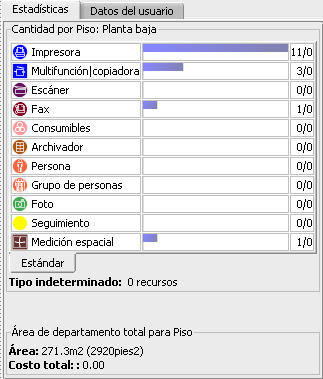 Estadísticas
Datos del usuario
Cantidad por Piso: Planta baja
Impresora 11/0
Multifunción|copiadora 3/0
Escáner 0/0
Fax 1/0
Consumibles 0/0
Archivador 0/0
Persona 0/0
Grupo de personas 0/0
Foto 0/0
Seguimiento 0/0
Medición espacial 1/0
Estándar
Tipo indeterminado: 0 recursos
Área de departamento total para Piso
Área: 271.3m2 (2920pies2)
Costo total: : 0.00